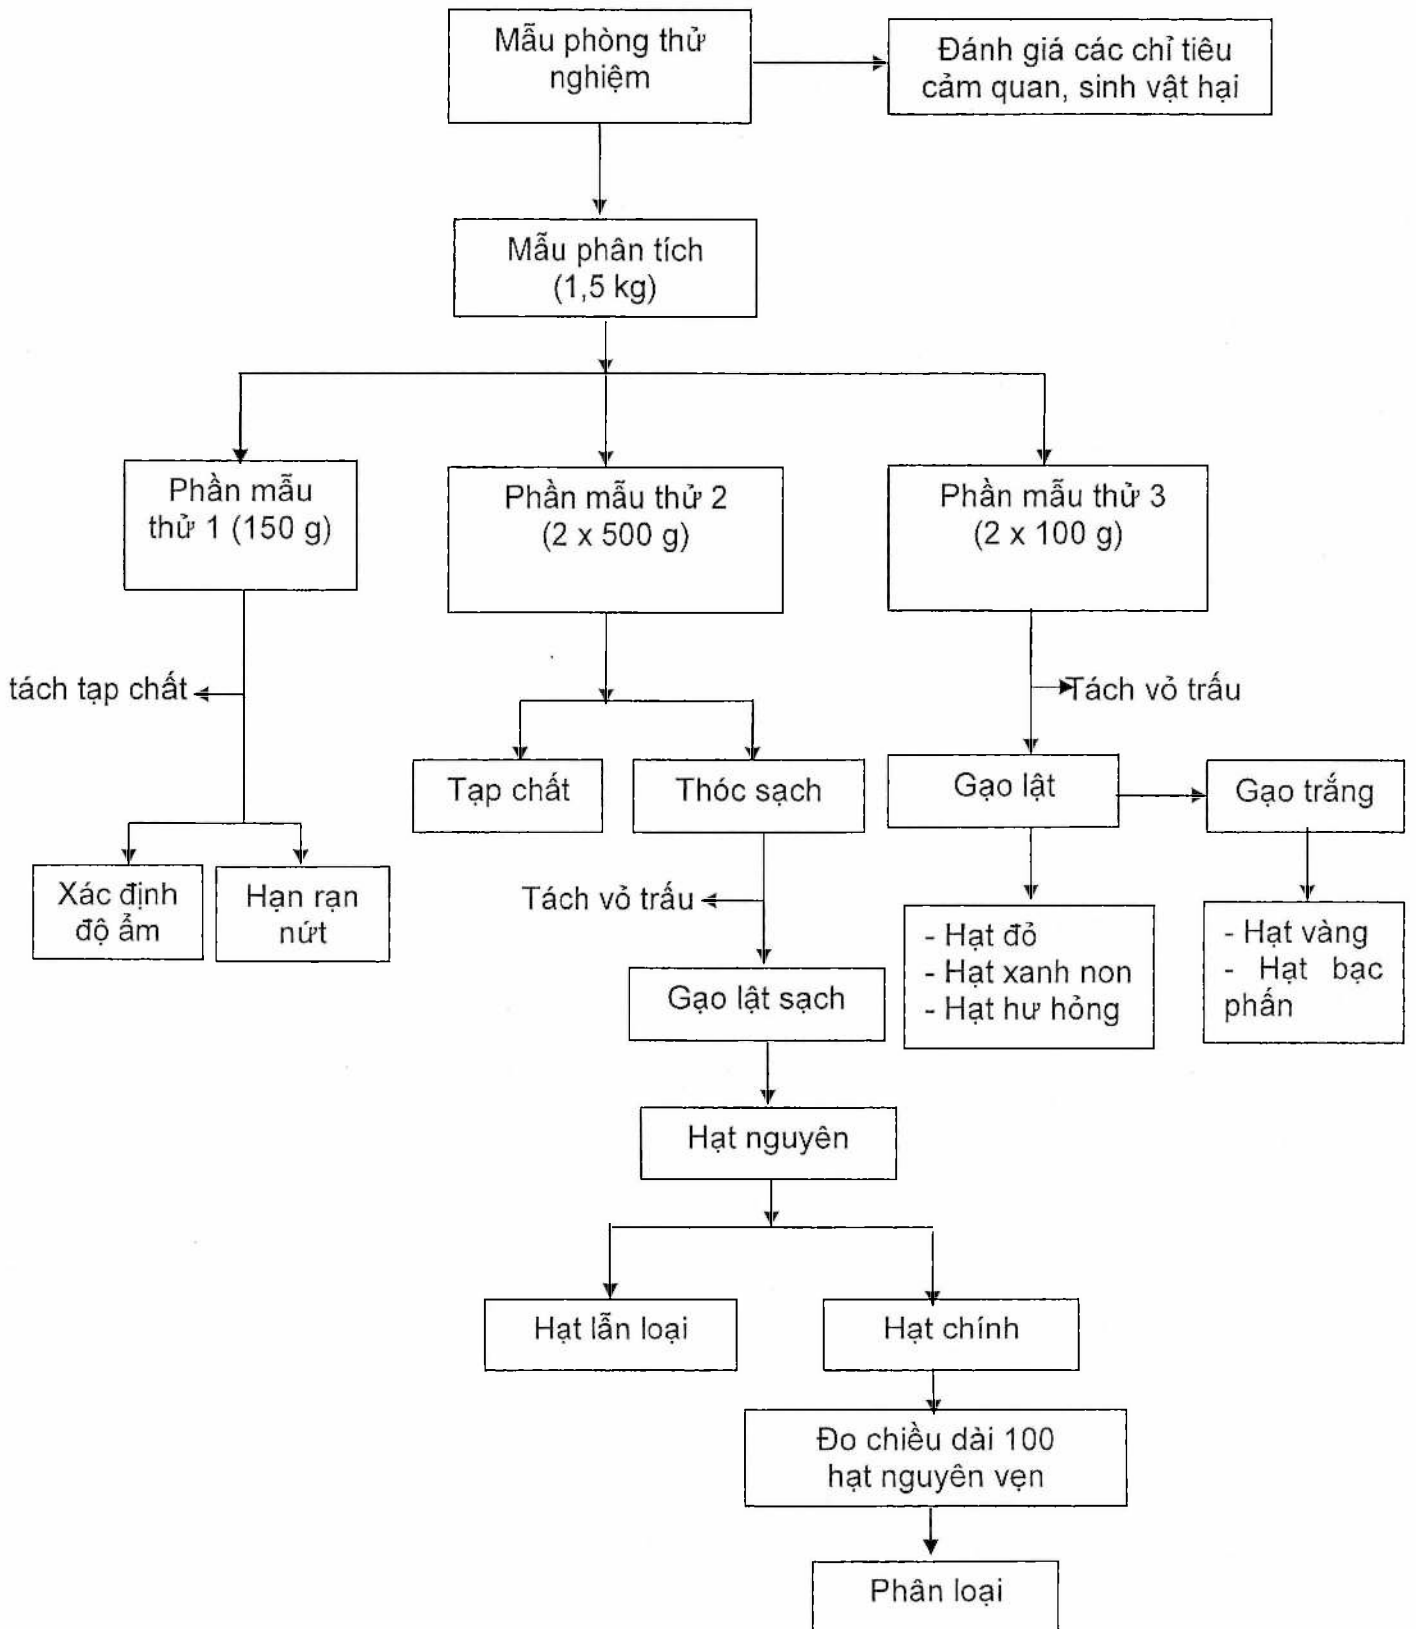 Mẫu phòng thử
nghiệm
Đánh giá các chỉ tiêu
cảm quan, sinh vật hại
Mẫu phân tích
(1,5 kg)
Phần mẫu
thử 1 (150 g)
Phần mẫu thử 2
(2 x 500 g)
Phần mẫu thử 3
(2 x 100 g)
tách tạp chất
Tách vỏ trấu
Tạp chất
Thóc sạch
Gạo lật
Gạo trắng
Xác định
độ ẩm
Hạn rạn
nứt
Tách vỏ trấu
- Hạt đỏ
- Hạt xanh non
- Hạt hư hỏng
- Hạt vàng
- Hạt bạc
phấn
Gạo lật sạch
Hạt nguyên
Hạt lẫn loại
Hạt chính
Đo chiều dài 100
hạt nguyên vẹn
Phân loại